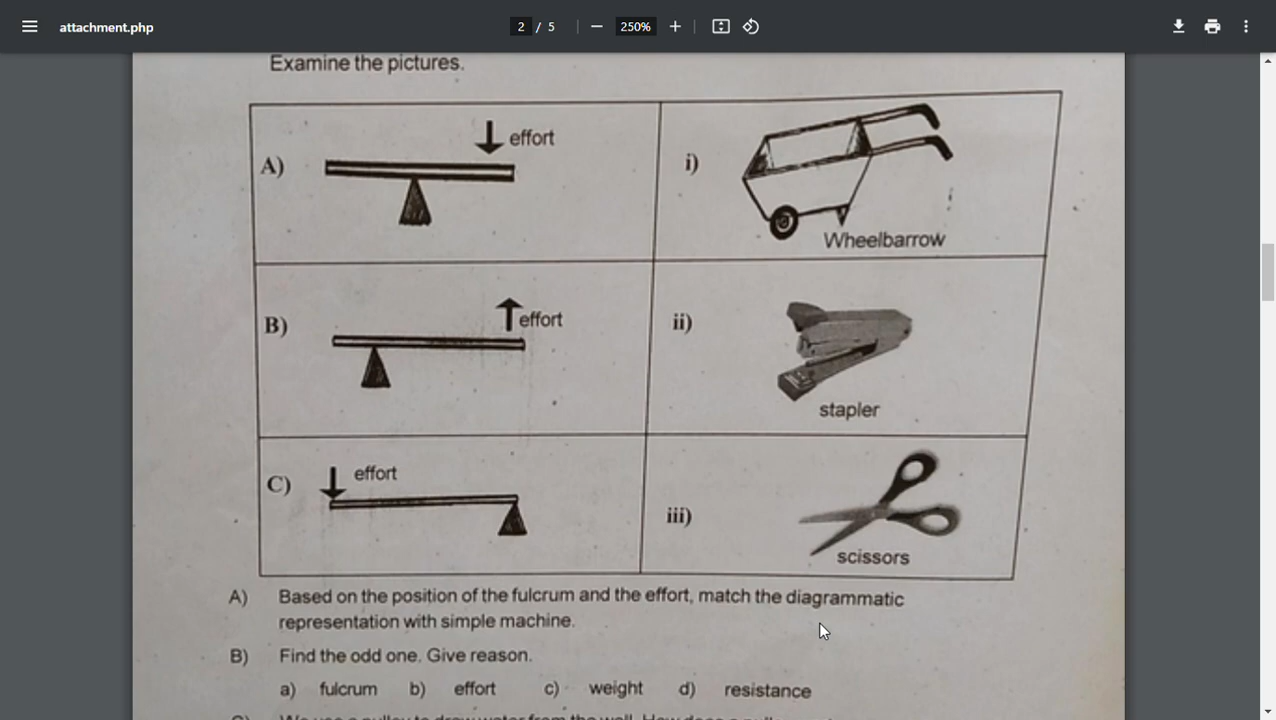 attachment.php
2 / 5
250%
Examine the pictures.
A)
effort
i)
Wheelbarrow
B)
effort
ii)
stapler
C)
effort
iii)
scissors
A) Based on the position of the fulcrum and the effort, match the diagrammatic
representation with simple machine.
B) Find the odd one. Give reason.
a) fulcrum b) effort c) weight d) resistance